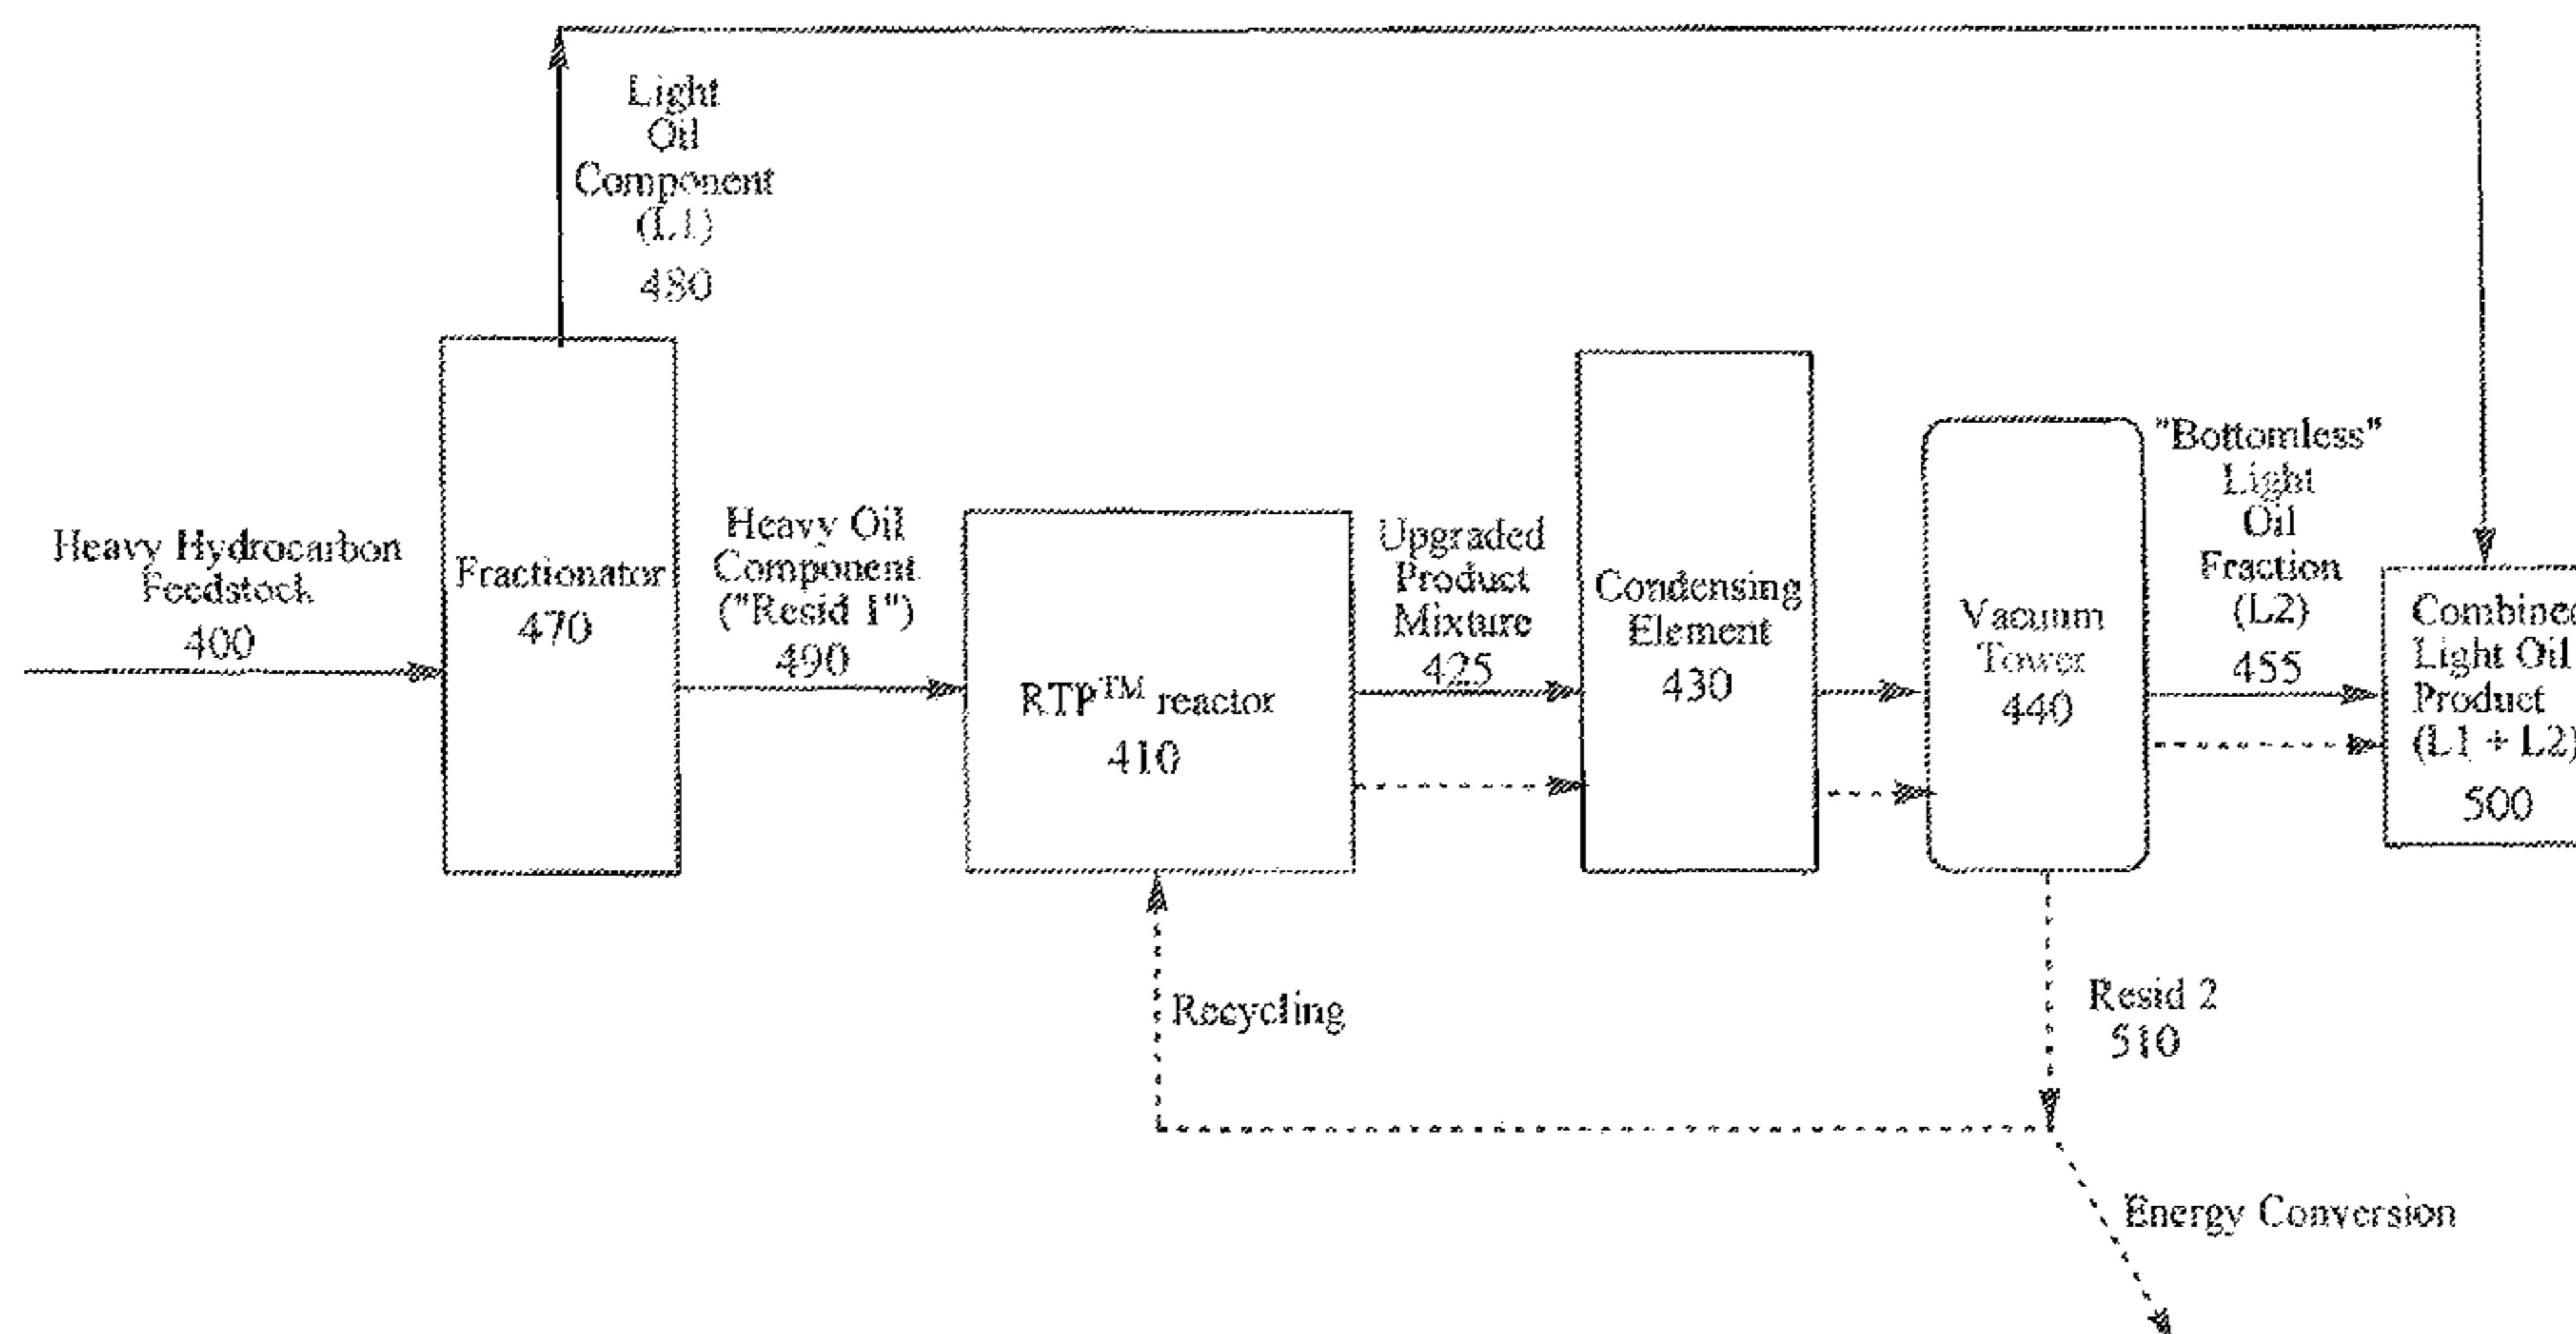 Light
Oil
Component
(L1)
480
Heavy Hydrocarbon
Feedstock
400
Fractionator
470
Heavy Oil
Component
("Resid 1")
490
RTP™ reactor
410
Upgraded
Product
Mixture
425
Condensing
Element
430
Vacuum
Tower
440
"Bottomless"
Light
Oil
Fraction
(L2)
455
Combined
Light Oil
Product
(L1 + L2)
500
Recycling
Resid 2
510
Energy Conversion